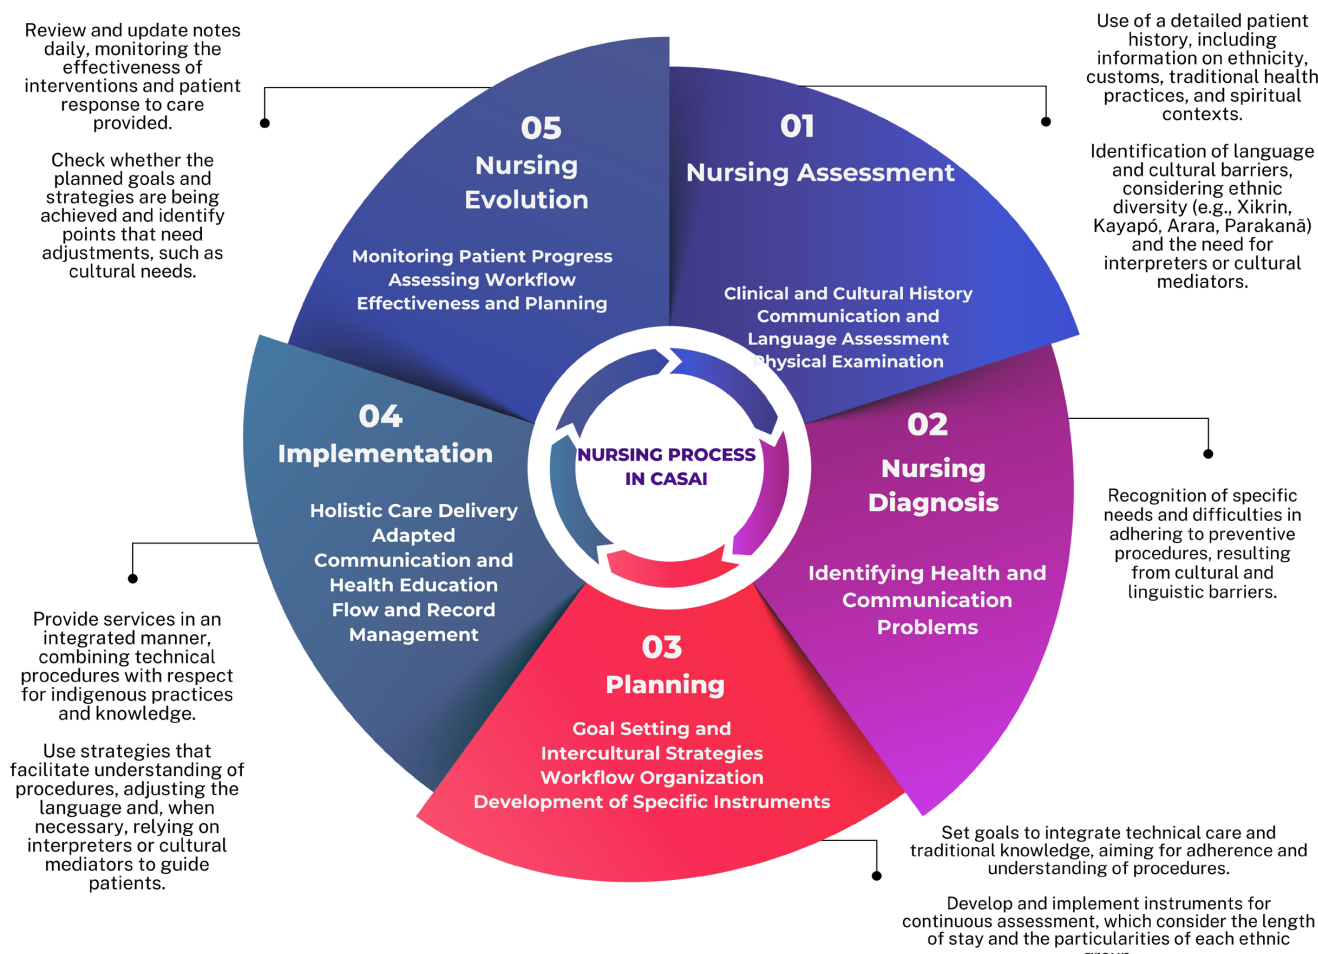 Review and update notes
daily, monitoring the
effectiveness of
interventions and patient
response to care
provided.
Check whether the
planned goals and
strategies are being
achieved and identify
points that need
adjustments, such as
cultural needs.
05
Nursing
Evolution
Monitoring Patient Progress
Assessing Workflow
Effectiveness and Planning
01
Nursing Assessment
Clinical and Cultural History
Communication and
Language Assessment
Physical Examination
Use of a detailed patient
history, including
information on ethnicity,
customs, traditional health
practices, and spiritual
contexts.
Identification of language
and cultural barriers,
considering ethnic
diversity (e.g., Xikrin,
Kayapó, Arara, Parakanã)
and the need for
interpreters or cultural
mediators.
04
Implementation
Holistic Care Delivery
Adapted
Communication and
Health Education
Flow and Record
Management
NURSING PROCESS
IN CASAI
02
Nursing
Diagnosis
Identifying Health and
Communication
Problems
Recognition of specific
needs and difficulties in
adhering to preventive
procedures, resulting
from cultural and
linguistic barriers.
Provide services in an
integrated manner,
combining technical
procedures with respect
for indigenous practices
and knowledge.
Use strategies that
facilitate understanding of
procedures, adjusting the
language and, when
necessary, relying on
interpreters or cultural
mediators to guide
patients.
03
Planning
Goal Setting and
Intercultural Strategies
Workflow Organization
Development of Specific Instruments
Set goals to integrate technical care and
traditional knowledge, aiming for adherence and
understanding of procedures.
Develop and implement instruments for
continuous assessment, which consider the length
of stay and the particularities of each ethnic